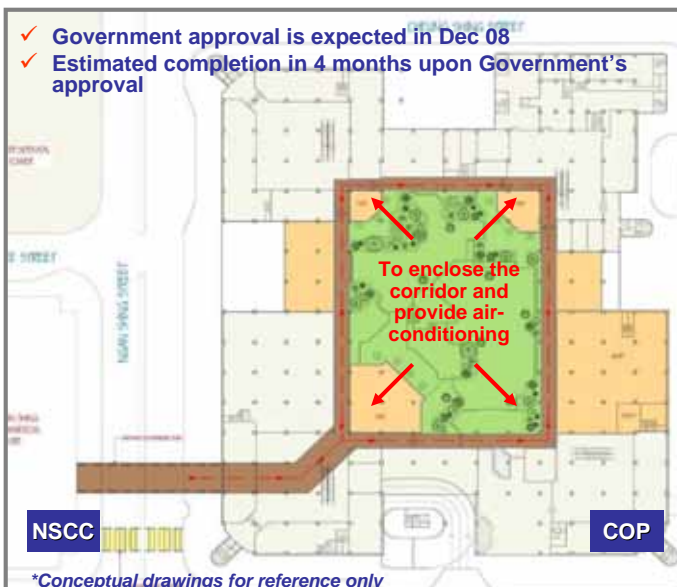 ✓ Government approval is expected in Dec 08
✓ Estimated completion in 4 months upon Government's
approval
To enclose the
corridor and
provide air-
conditioning
STREET
NSCC
COP
*Conceptual drawings for reference only